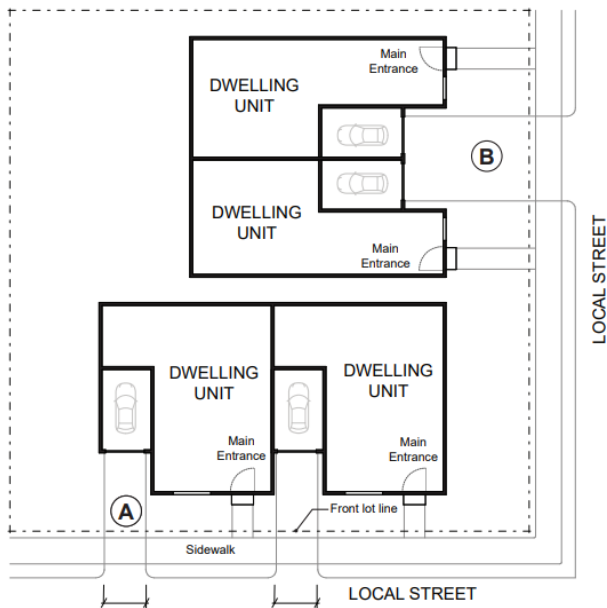 Main
Entrance
DWELLING
UNIT
B
DWELLING
UNIT
Main
Entrance
LOCAL STREET
DWELLING
UNIT
DWELLING
UNIT
Main
Entrance
Main
Entrance
A
Front lot line
Sidewalk
LOCAL STREET